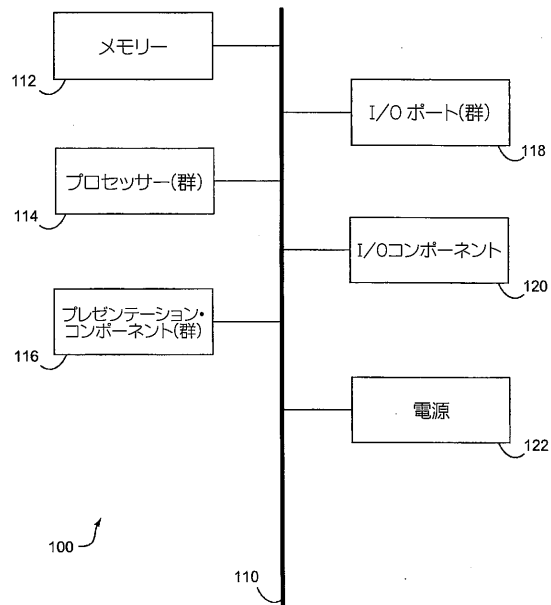 メモリー
112
I/O ポート(群)
118
プロセッサー(群)
114
I/Oコンポーネント
120
プレゼンテーション・
コンポーネント(群)
116
電源
122
100
110